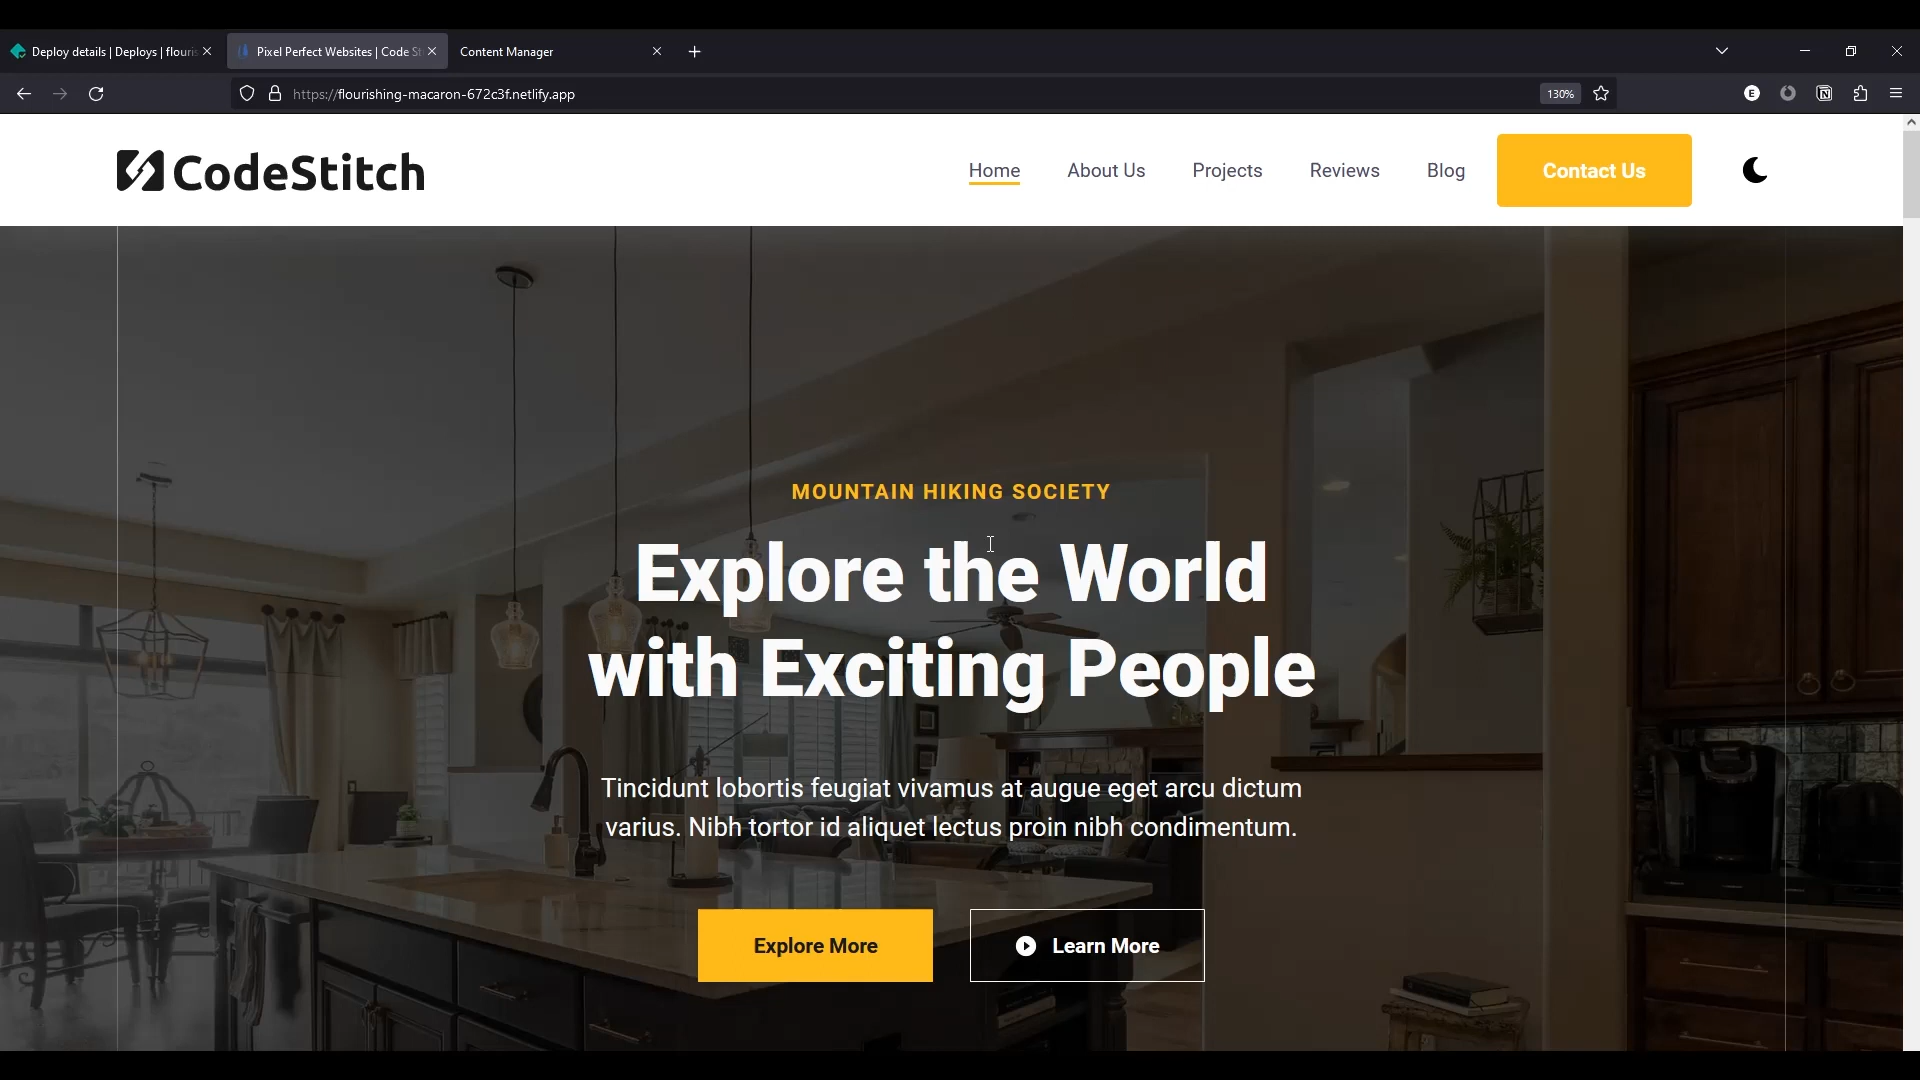 Deploy details | Deploys | flouris
Pixel Perfect Websites | Code St
Content Manager
https://flourishing-macaron-672c3f.netlify.app
130%
E
N
CodeStitch
Home
About Us
Projects
Reviews
Blog
Contact Us
MOUNTAIN HIKING SOCIETY
Explore the World
with Exciting People
Tincidunt lobortis feugiat vivamus at augue eget arcu dictum
varius. Nibh tortor id aliquet lectus proin nibh condimentum.
Explore More
Learn More